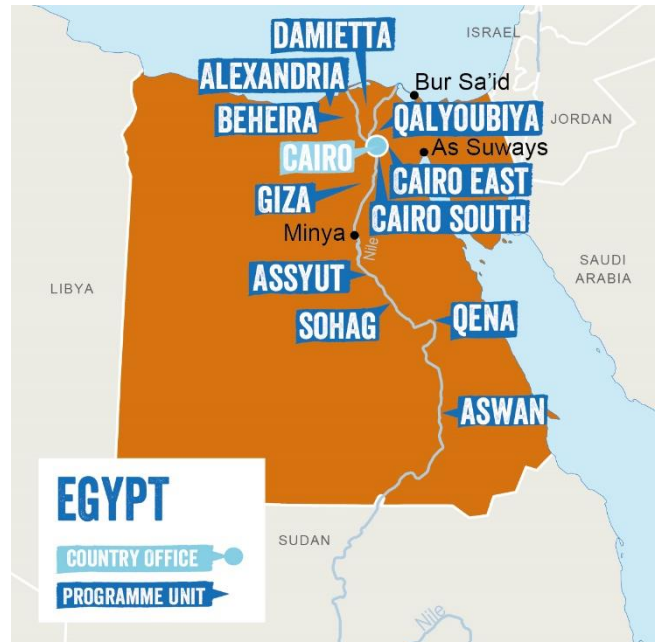 DAMIETTA
ISRAEL
ALEXANDRIA
Bur Sa'id
BEHEIRA
QALYOUBIYA
JORDAN
CAIRO
As Suways
CAIRO EAST
GIZA
CAIRO SOUTH
Minya
Nile
SAUDI
ARABIA
LIBYA
ASSYUT
SOHAG
QENA
ASWAN
EGYPT
COUNTRY OFFICE
SUDAN
PROGRAMME UNIT
Nile